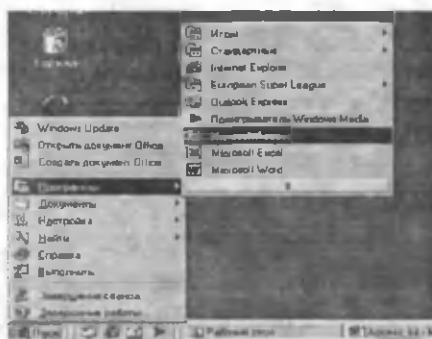 Игры
Стандартные
Internet Explorer
European Super League
Outlook Express
Проигрыватель Windows Media
Microsoft Excel
Microsoft Word
Windows Update
Открыть документ Office
Создать документ Office
Программы
Документы
Настройка
Найти
Справка
Выполнить
Завершение сеанса
Завершение работы
Пуск
Рабочий стол